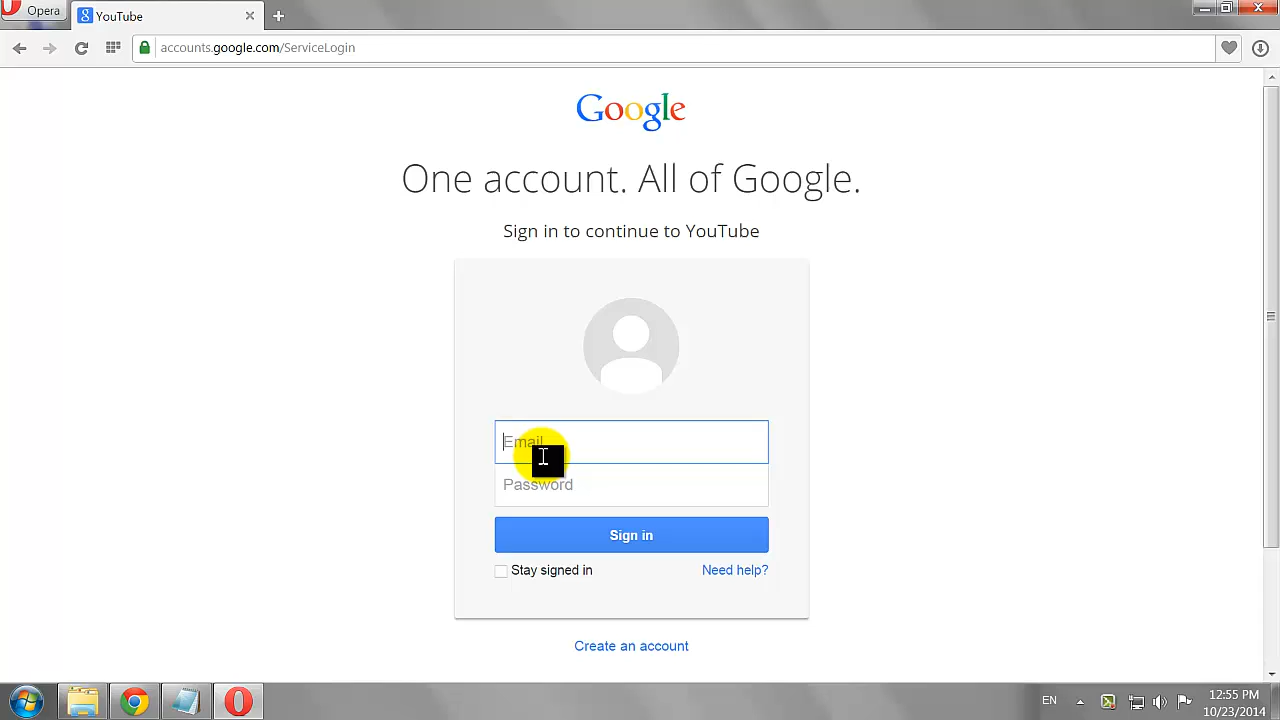 Opera
YouTube
accounts.google.com/ServiceLogin
Google
One account. All of Google.
Sign in to continue to YouTube
Email
Password
Sign in
Stay signed in
Need help?
Create an account
EN
12:55 PM
10/23/2014